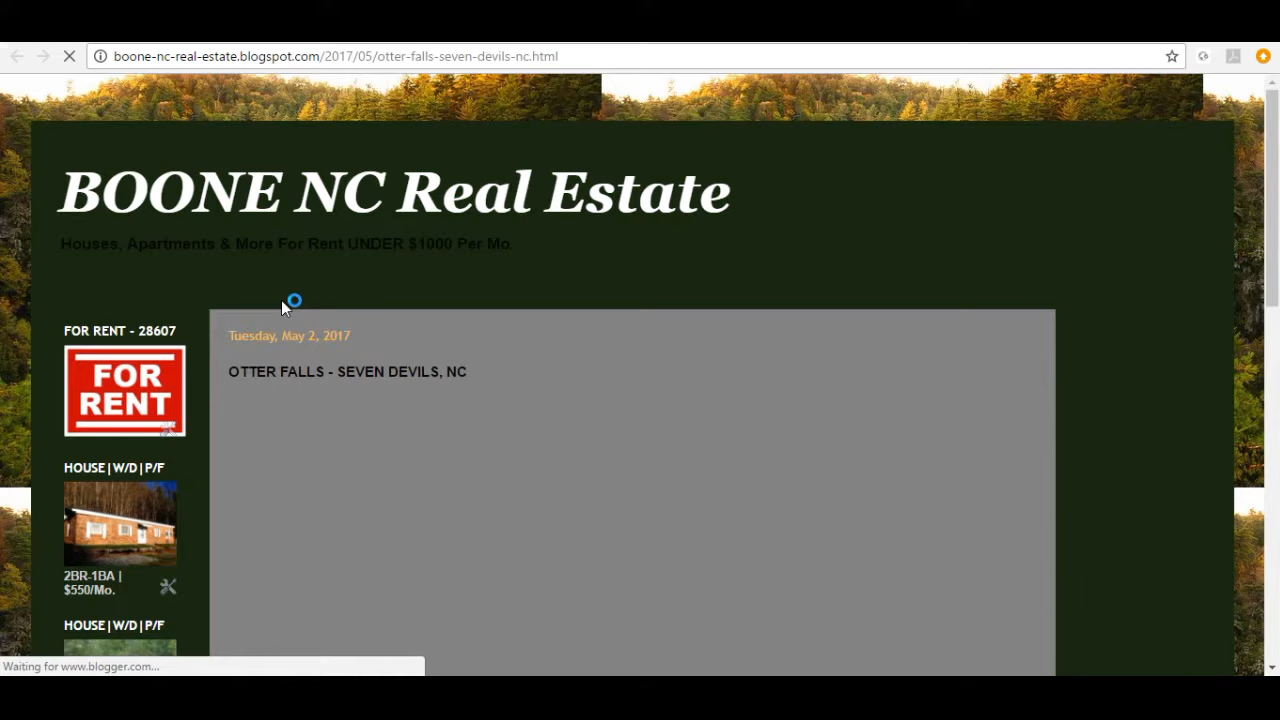 boone-nc-real-estate.blogspot.com/2017/05/otter-falls-seven-devils-nc.html
BOONE NC Real Estate
Houses, Apartments & More For Rent UNDER $1000 Per Mo.
FOR RENT - 28607
FOR
RENT
HOUSE|W/D|P/F
2BR-1BA |
$550/Mo.
HOUSE|W/D|P/F
Tuesday, May 2, 2017
OTTER FALLS - SEVEN DEVILS, NC
Waiting for www.blogger.com...